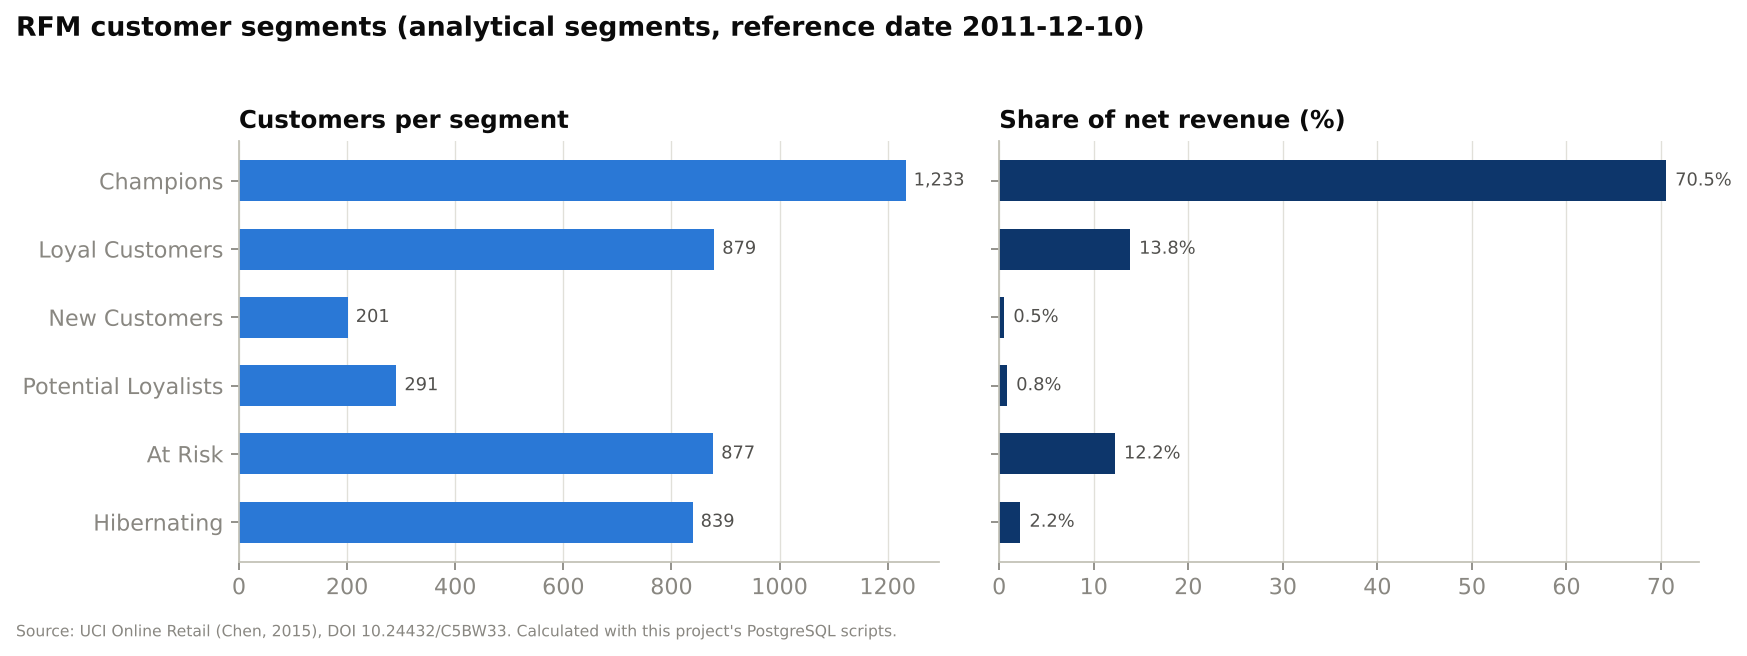 RFM customer segments (analytical segments, reference date 2011-12-10)
Customers per segment
Champions 1,233
Loyal Customers 879
New Customers 201
Potential Loyalists 291
At Risk 877
Hibernating 839
0 200 400 600 800 1000 1200
Share of net revenue (%)
70.5%
13.8%
0.5%
0.8%
12.2%
2.2%
0 10 20 30 40 50 60 70
Source: UCI Online Retail (Chen, 2015), DOI 10.24432/C5BW33. Calculated with this project's PostgreSQL scripts.